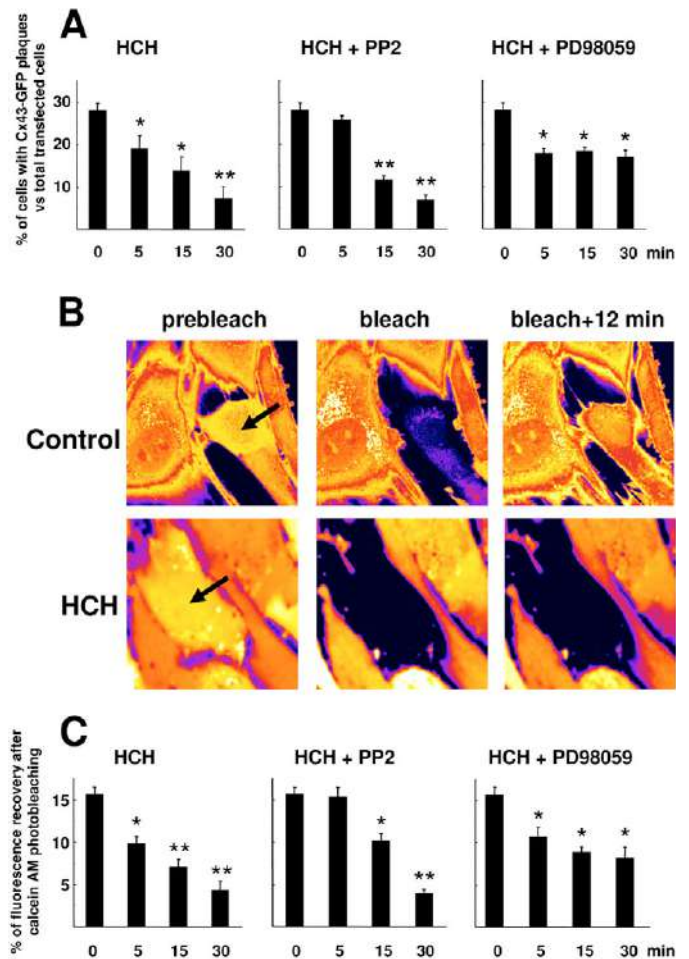 A
HCH
HCH + PP2
HCH + PD98059
% of cells with Cx43-GFP plaques
vs total transfected cells
30
20
10
* * **
** **
* * *
0 5 15 30
0 5 15 30
0 5 15 30 min
B
prebleach
bleach
bleach+12 min
Control
HCH
C
HCH
HCH + PP2
HCH + PD98059
% of fluorescence recovery after
calcein AM photobleaching
15
10
5
* ** **
* **
* * *
0 5 15 30
0 5 15 30
0 5 15 30 min